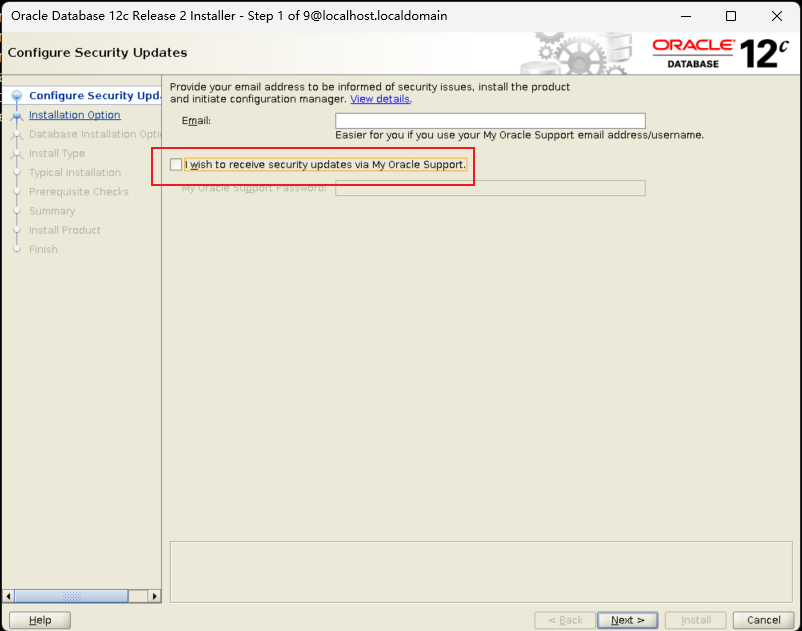 Oracle Database 12c Release 2 Installer - Step 1 of 9@localhost.localdomain
Configure Security Updates
ORACLE
DATABASE
12c
Configure Security Upd
Installation Option
Database Installation Opti
Install Type
Typical Installation
Prerequisite Checks
Summary
Install Product
Finish
Provide your email address to be informed of security issues, install the product
and initiate configuration manager. View details.
Email:
Easier for you if you use your My Oracle Support email address/username.
I wish to receive security updates via My Oracle Support.
My Oracle Support Password:
Help
< Back
Next >
Install
Cancel